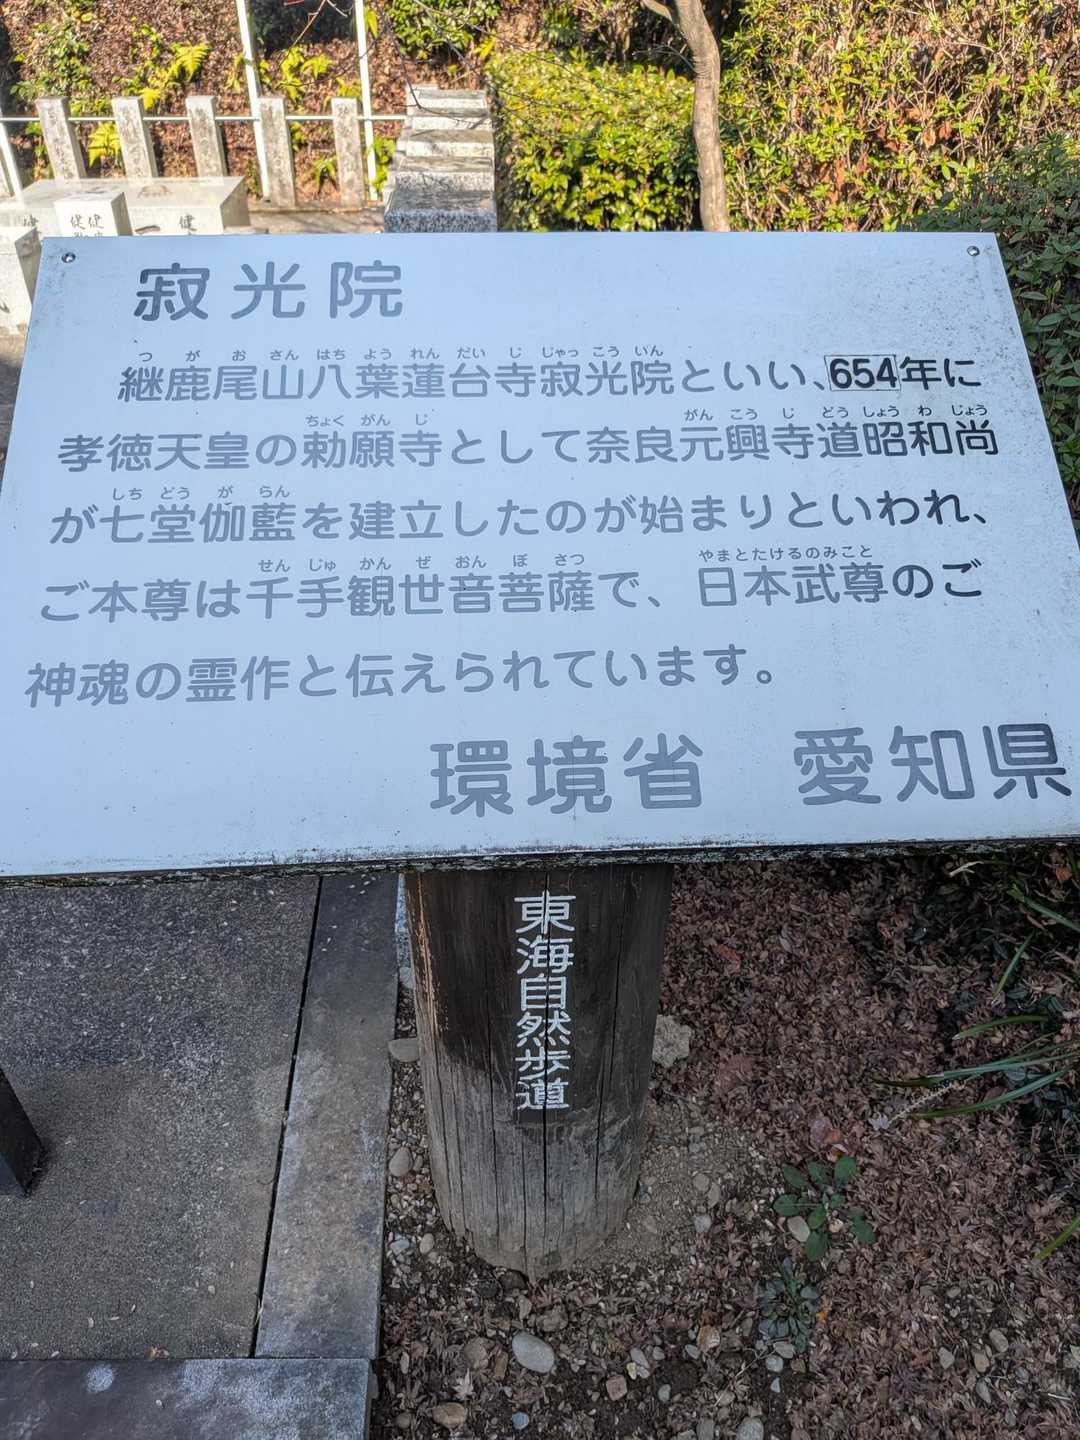 健
健健
健
寂光院
つがおさんはちようれんだいじじゃっこういん
継鹿尾山八葉蓮台寺寂光院といい、654年に
ちょくがんじ がんこうじどうしょうわじょう
孝徳天皇の勅願寺として奈良元興寺道昭和尚
しちどうがらん
が七堂伽藍を建立したのが始まりといわれ、
せんじゅかんぜおんぼさつ やまとたけるのみこと
ご本尊は千手観世音菩薩で、日本武尊のご
神魂の霊作と伝えられています。
環境省 愛知県
東海自然歩道